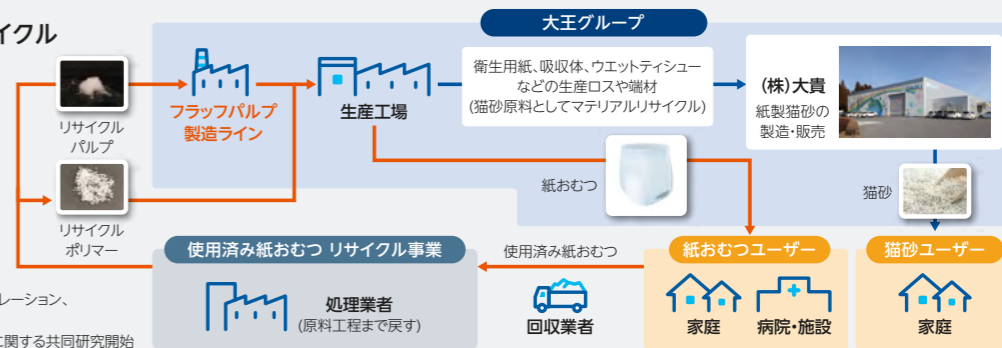 イクル
大王グループ
リサイクル
パルプ
フラッフパルプ
製造ライン
生産工場
衛生用紙、吸収体、ウエットティシュー
などの生産ロスや端材
(猫砂原料としてマテリアルリサイクル)
(株)大貴
紙製猫砂の
製造・販売
リサイクル
ポリマー
紙おむつ
猫砂
使用済み紙おむつ リサイクル事業
使用済み紙おむつ
紙おむつユーザー
猫砂ユーザー
処理業者
(原料工程まで戻す)
回収業者
家庭
病院・施設
家庭
レーション、
に関する共同研究開始